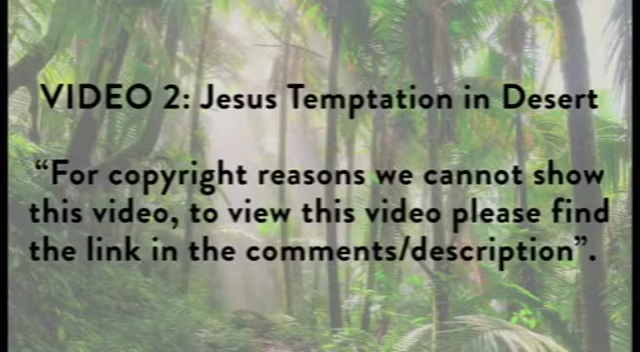 VIDEO 2: Jesus Temptation in Desert
“For copyright reasons we cannot show
this video, to view this video please find
the link in the comments/description”.